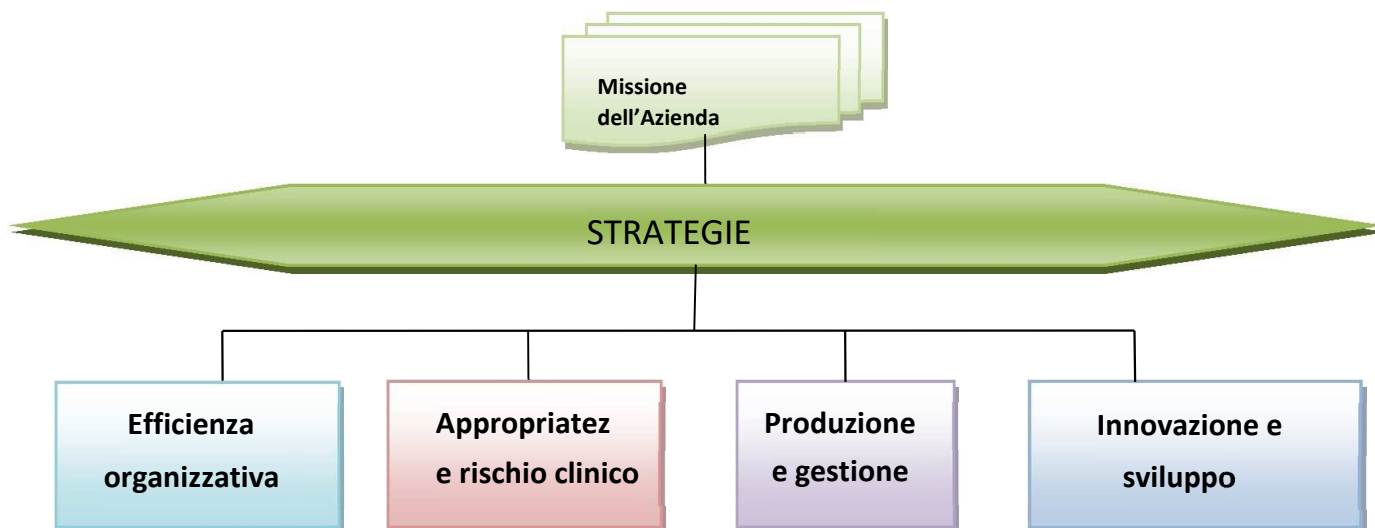 Missione
dell’Azienda
STRATEGIE
Efficienza
organizzativa
Appropriatez
e rischio clinico
Produzione
e gestione
Innovazione e
sviluppo